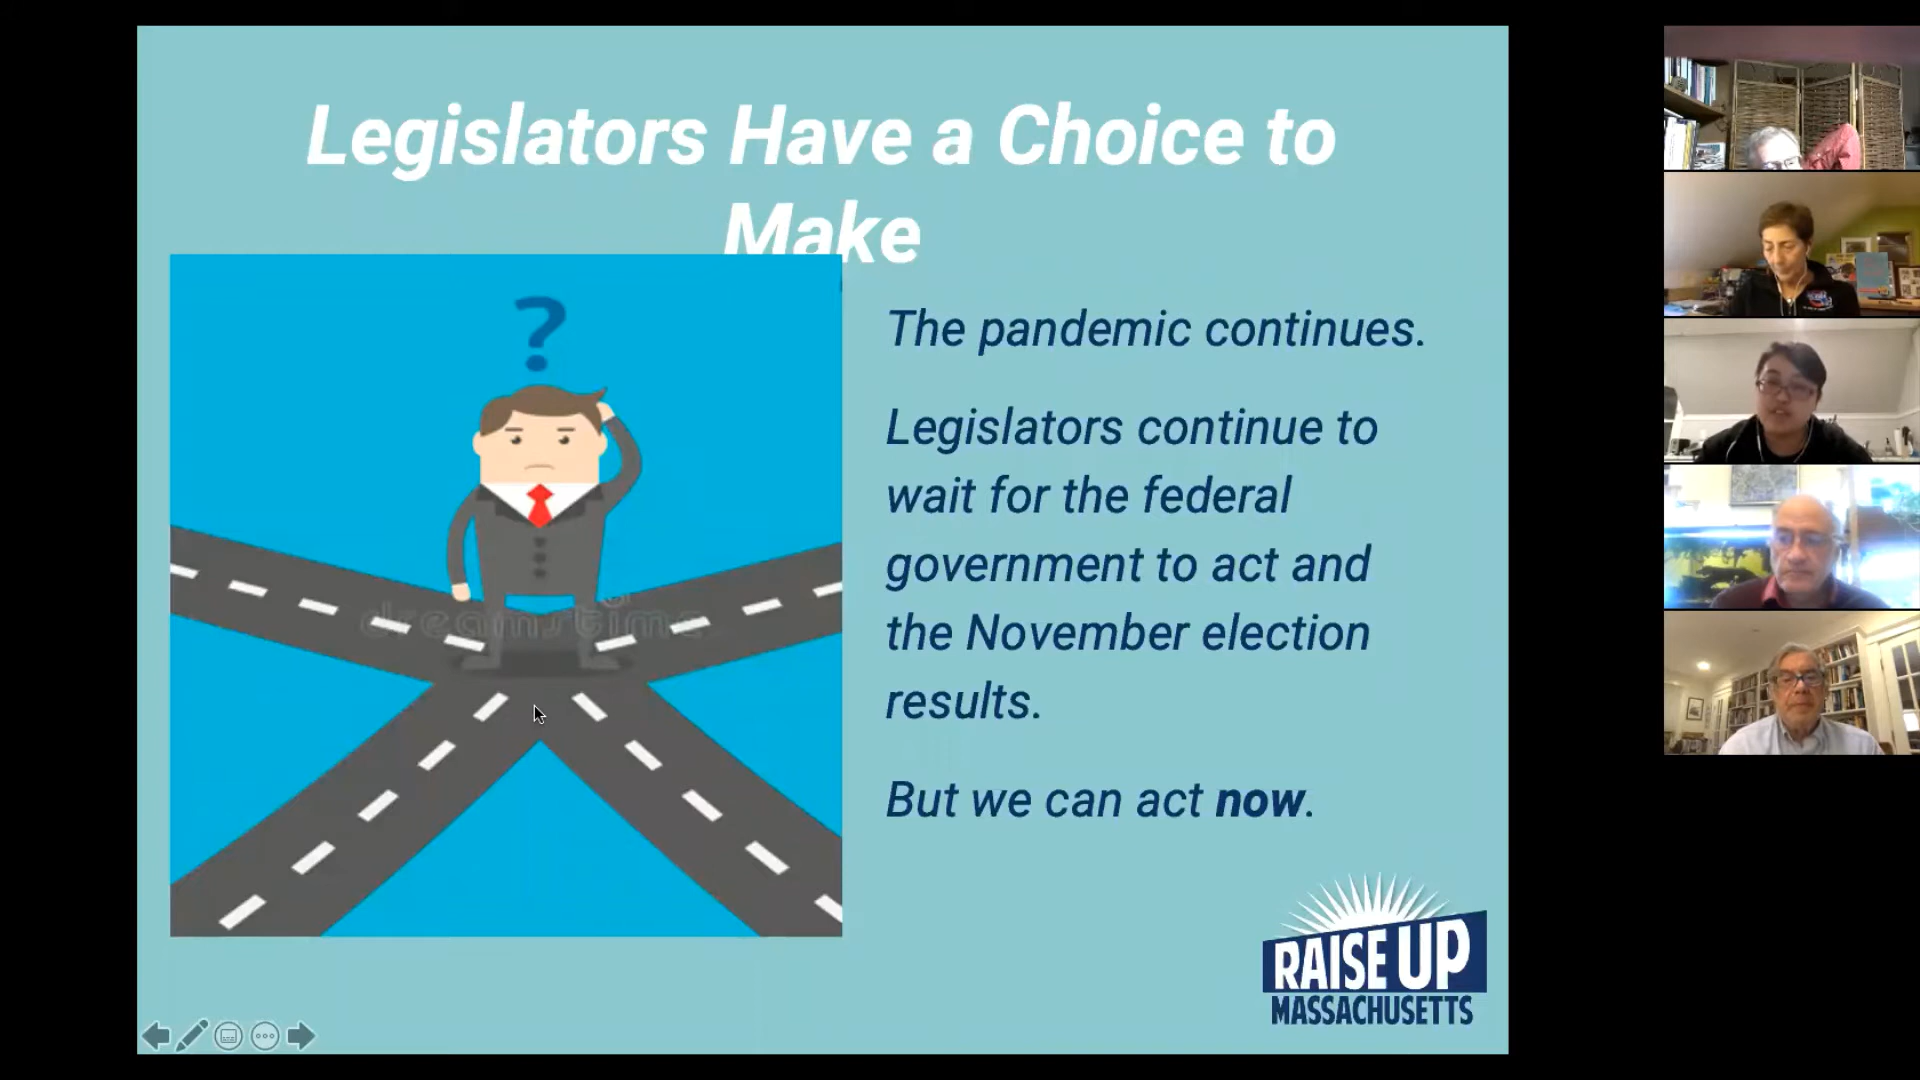 Legislators Have a Choice to
Make
?
The pandemic continues.
Legislators continue to
wait for the federal
government to act and
the November election
results.
But we can act now.
dreamstime
RAISE UP
MASSACHUSETTS